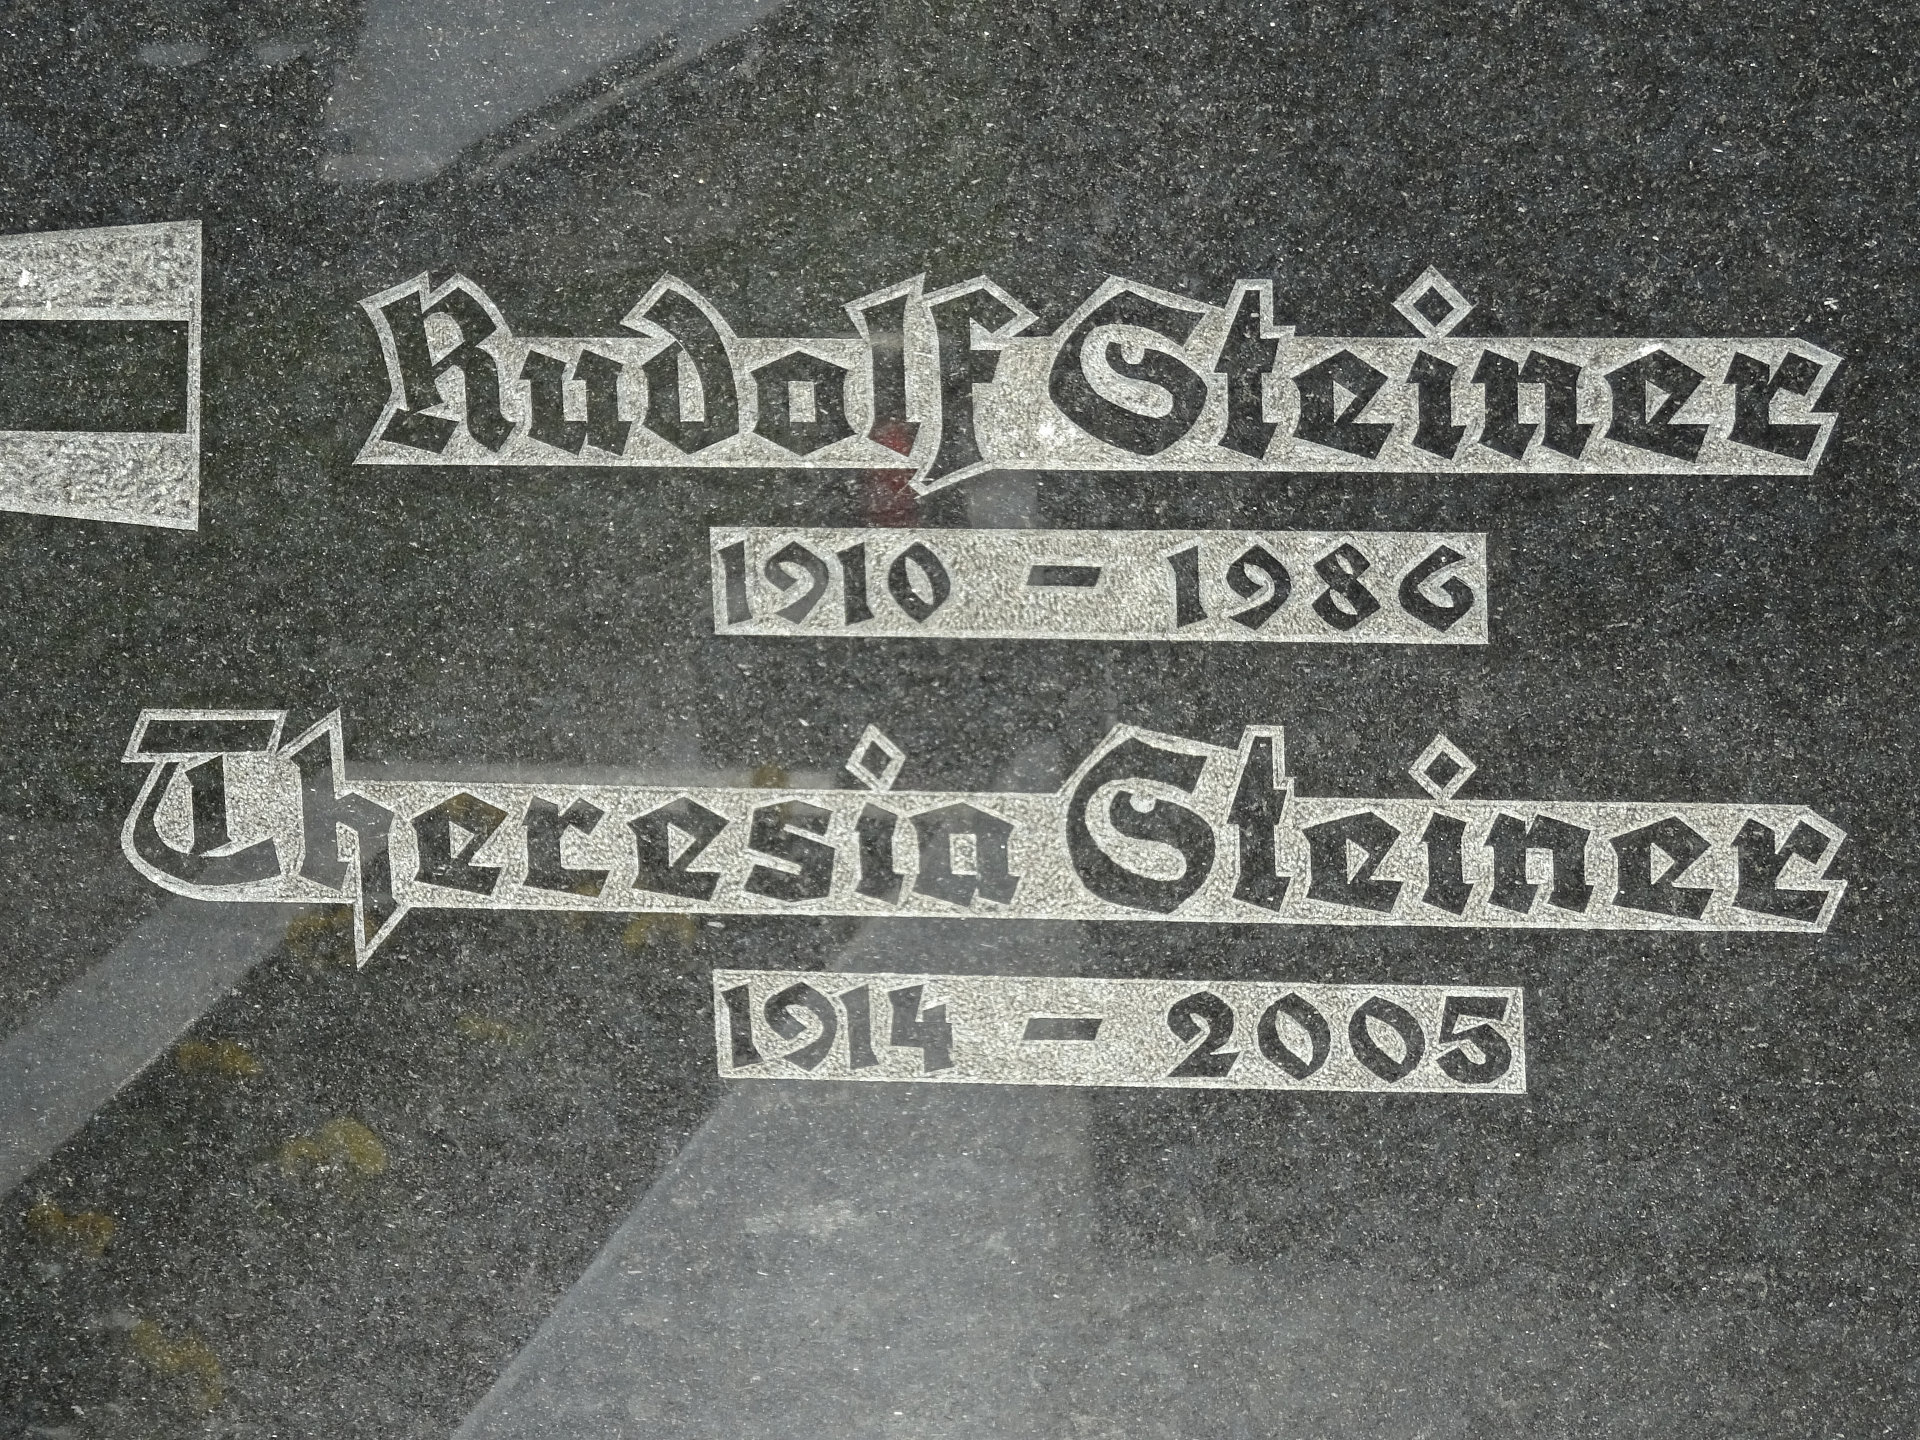 Rudolf Steiner
1910 - 1986
Theresia Steiner
1914 - 2005